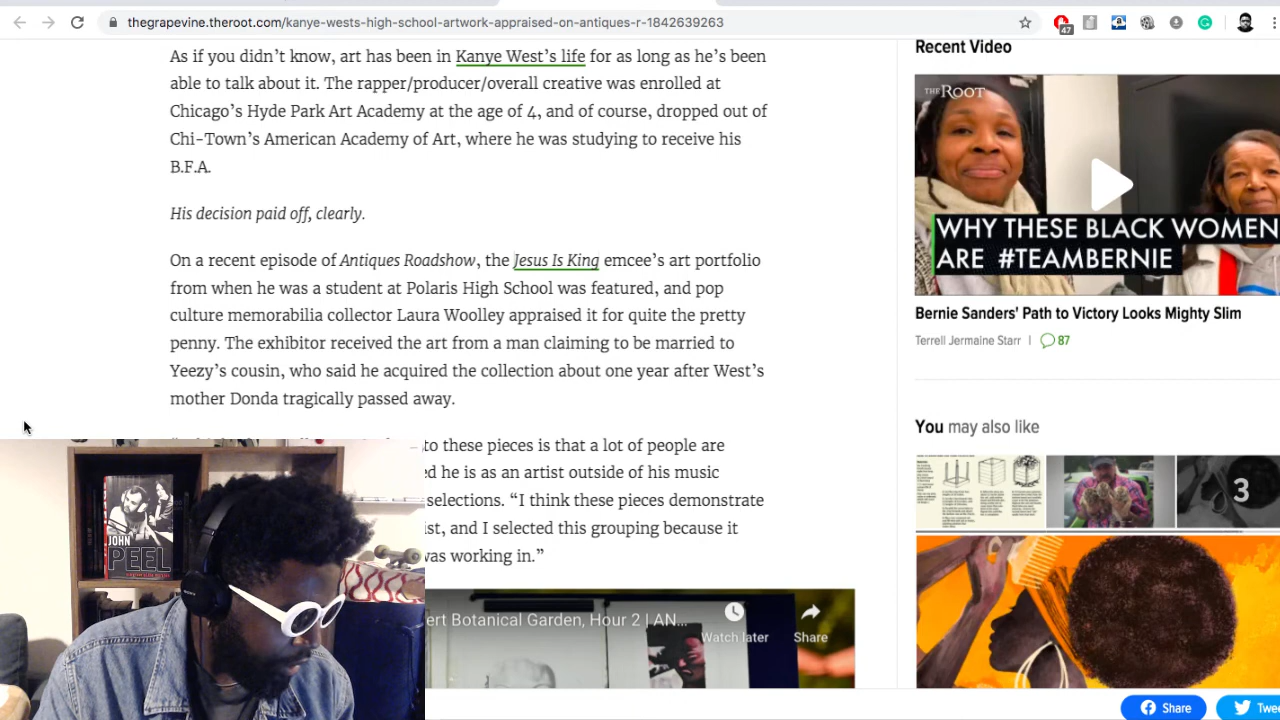 thegrapevine.theroot.com/kanye-wests-high-school-artwork-appraised-on-antiques-r-1842639263
47
As if you didn't know, art has been in Kanye West's life for as long as he's been
able to talk about it. The rapper/producer/overall creative was enrolled at
Chicago's Hyde Park Art Academy at the age of 4, and of course, dropped out of
Chi-Town's American Academy of Art, where he was studying to receive his
B.F.A.
His decision paid off, clearly.
On a recent episode of Antiques Roadshow, the Jesus Is King emcee's art portfolio
from when he was a student at Polaris High School was featured, and pop
culture memorabilia collector Laura Woolley appraised it for quite the pretty
penny. The exhibitor received the art from a man claiming to be married to
Yeezy's cousin, who said he acquired the collection about one year after West's
mother Donda tragically passed away.
to these pieces is that a lot of people are
d he is as an artist outside of his music
selections. “I think these pieces demonstrate
st, and I selected this grouping because it
was working in.”
ert Botanical Garden, Hour 2 | AN...
Watch later
Share
JOHN
PEEL
SONY
Recent Video
THE ROOT
WHY THESE BLACK WOMEN
ARE #TEAMBERNIE
Bernie Sanders' Path to Victory Looks Mighty Slim
Terrell Jermaine Starr | 87
You may also like
3
Share
Twee